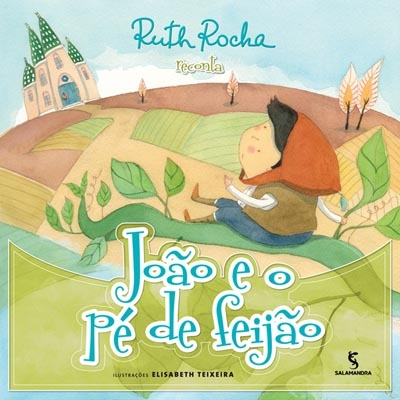 Ruth Rocha
reconta
João e o
pé de feijão
ILUSTRAÇÕES ELISABETH TEIXEIRA
SALAMANDRA